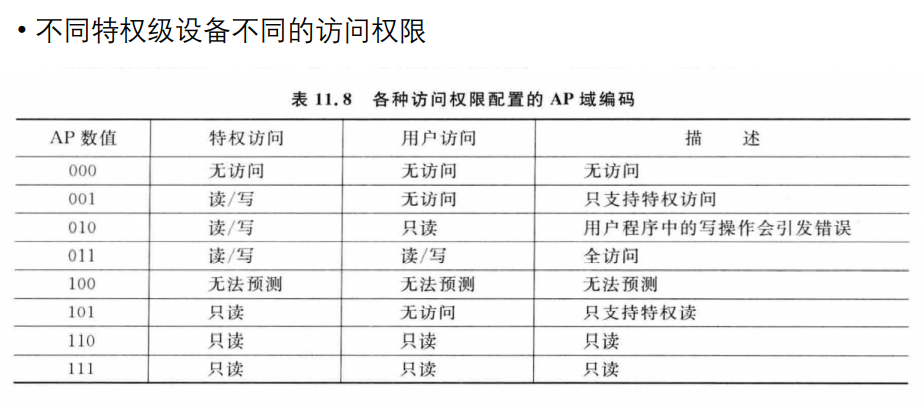 • 不同特权级设备不同的访问权限
表 11.8 各种访问权限配置的 AP 域编码
AP 数值 特权访问 用户访问 描 述
000 无访问 无访问 无访问
001 读/写 无访问 只支持特权访问
010 读/写 只读 用户程序中的写操作会引发错误
011 读/写 读/写 全访问
100 无法预测 无法预测 无法预测
101 只读 无访问 只支持特权读
110 只读 只读 只读
111 只读 只读 只读